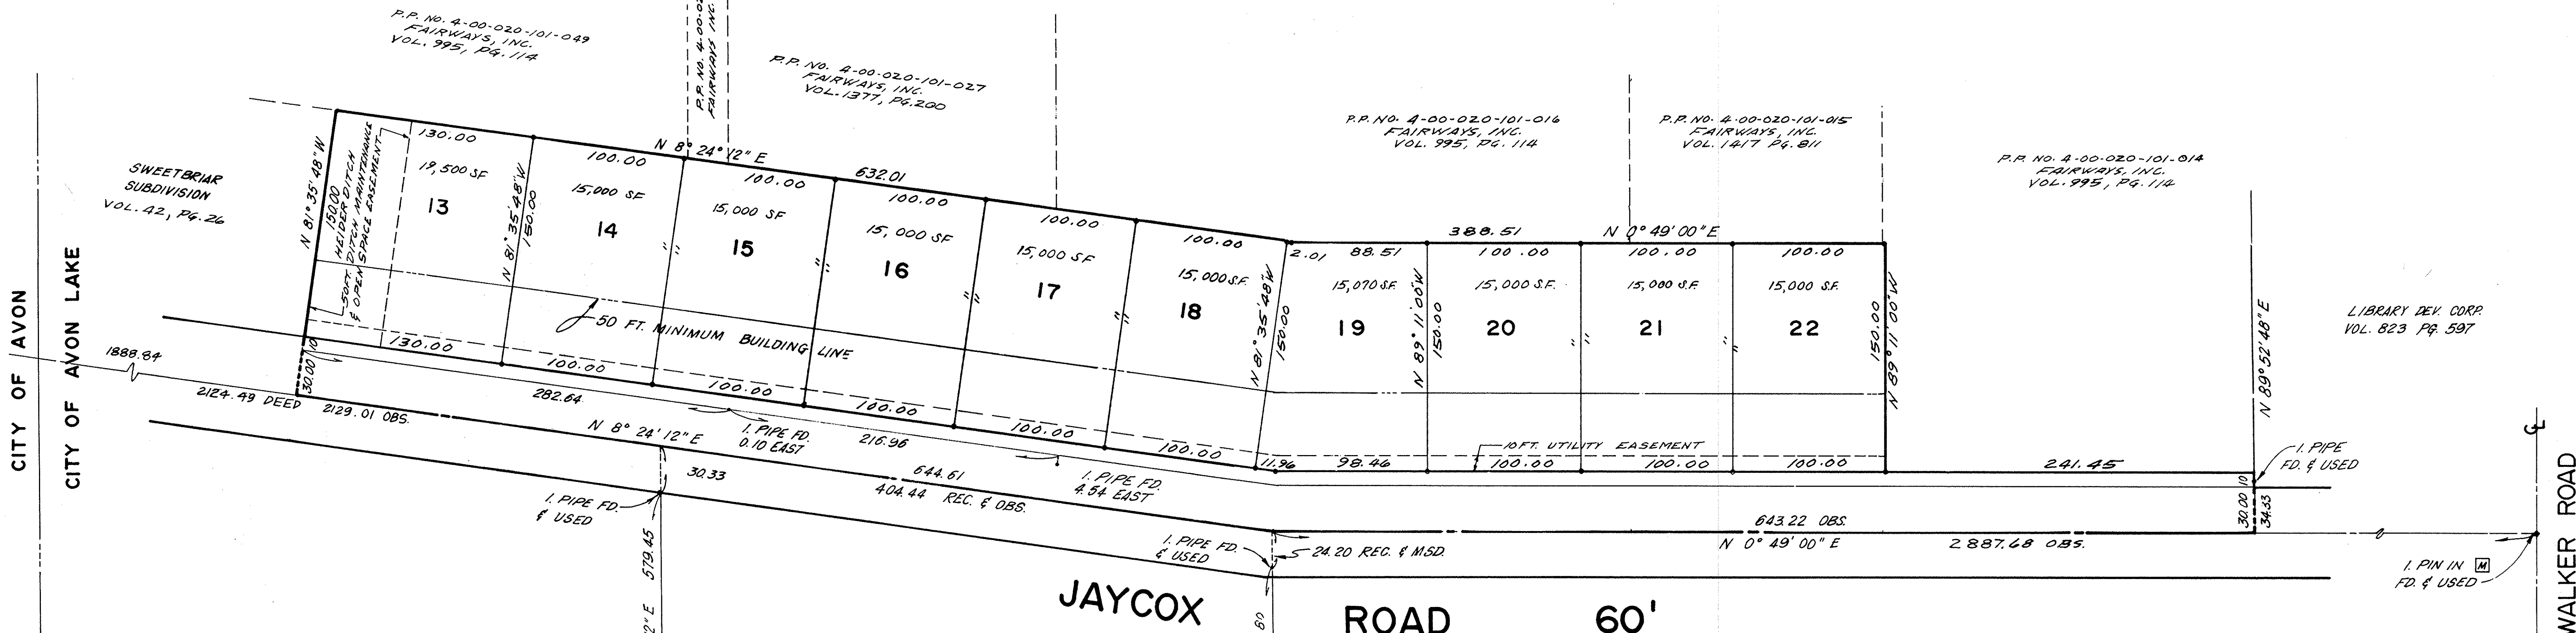 P.P. NO. 4-00-020-101-049
FAIRWAYS, INC.
VOL. 995, PG. 114
FAIRWAYS INC.
P.P. NO. 4-00-020-101-027
FAIRWAYS, INC.
VOL. 1377, PG. 200
P.P. NO. 4-00-020-101-016
FAIRWAYS, INC.
VOL. 995, PG. 114
P.P. NO. 4-00-020-101-015
FAIRWAYS, INC.
VOL. 1417 PG. 811
P.P. NO. 4-00-020-101-014
FAIRWAYS, INC.
VOL. 995, PG. 114
SWEETBRIAR
SUBDIVISION
VOL. 42, PG. 26
LIBRARY DEV. CORP.
VOL. 823 PG. 597
CITY OF AVON
CITY OF AVON LAKE
N 81° 35' 48" W
150.00
HEIDER DITCH
50FT. DITCH MAINTENANCE
& OPEN SPACE EASEMENT
N 8° 24' 12" E
632.01
388.51
N 0° 49' 00" E
130.00
100.00
100.00
100.00
100.00
100.00
2.01
88.51
100.00
100.00
100.00
19,500 SF
13
N 81° 35' 48" W
150.00
15,000 SF
14
"
"
15,000 SF
15
"
"
15,000 SF
16
"
"
15,000 SF
17
"
"
15,000 S.F.
18
N 81° 35' 48" W
150.00
15,070 S.F.
19
N 89° 11' 00" W
150.00
15,000 S.F.
20
"
"
15,000 S.F.
21
"
"
15,000 S.F.
22
150.00
N 89° 11' 00" W
N 89° 52' 48" E
50 FT. MINIMUM BUILDING LINE
10 FT. UTILITY EASEMENT
130.00
100.00
100.00
100.00
100.00
100.00
11.96
98.46
100.00
100.00
100.00
241.45
1888.84
30.00
10
2124.49 DEED
2129.01 OBS.
282.64
N 8° 24' 12" E
I. PIPE FD.
0.10 EAST
216.96
I. PIPE FD.
4.54 EAST
30.33
644.61
404.44 REC. & OBS.
I. PIPE FD.
& USED
579.45
2" E
I. PIPE FD.
& USED
24.20 REC. & MSD.
80
643.22 OBS.
N 0° 49' 00" E
2887.68 OBS.
30.00
10
34.33
I. PIPE
FD. & USED
I. PIN IN M
FD. & USED
WALKER ROAD
JAYCOX ROAD 60'